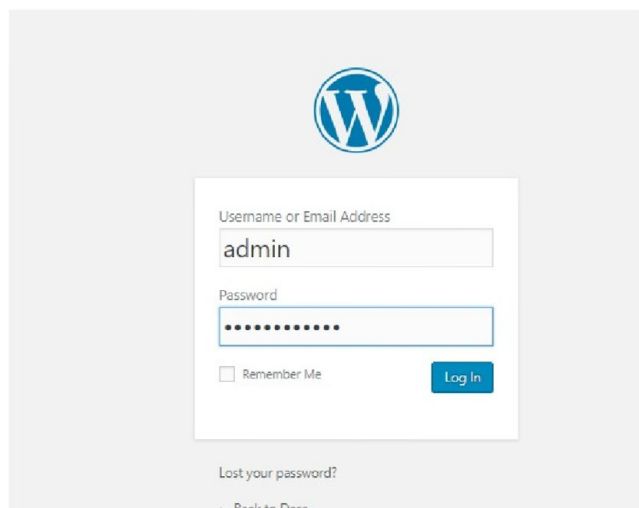 Username or Email Address
admin
Password
••••••••••••
Remember Me
Log In
Lost your password?